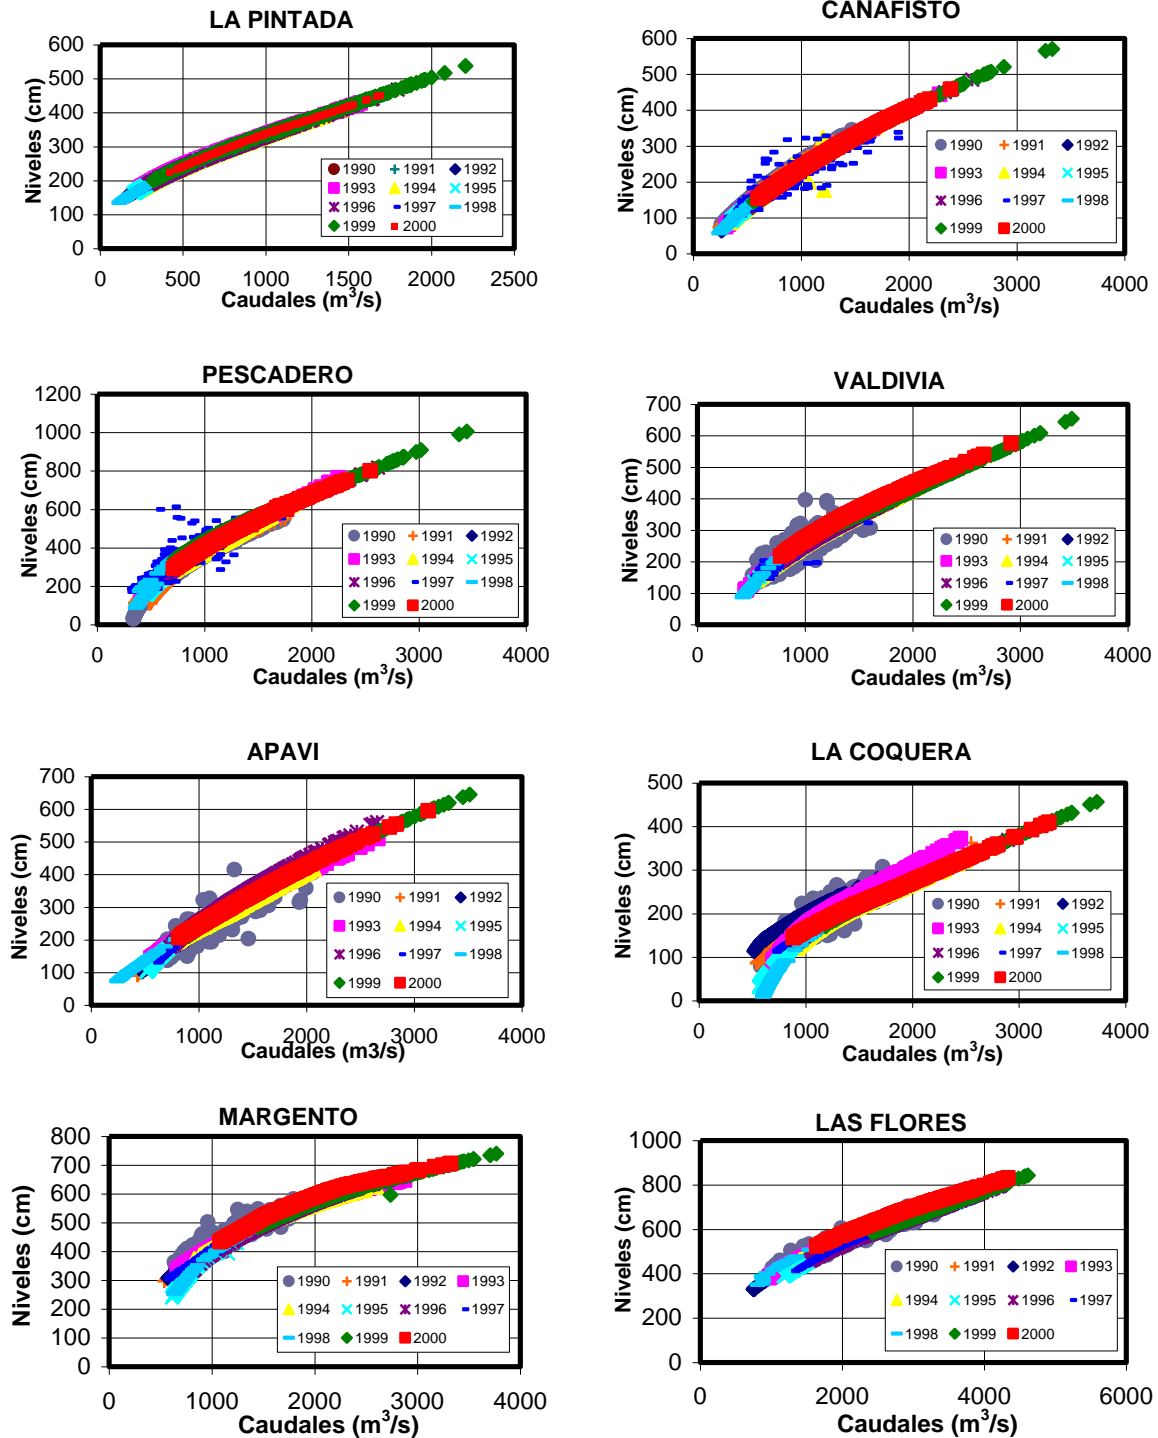 LA PINTADA
600
500
400
300
200
100
0
Niveles (cm)
1990 1991 1992
1993 1994 1995
1996 1997 1998
1999 2000
0 500 1000 1500 2000 2500
Caudales (m³/s)
CANAFISTO
600
500
400
300
200
100
0
Niveles (cm)
1990 1991 1992
1993 1994 1995
1996 1997 1998
1999 2000
0 1000 2000 3000 4000
Caudales (m³/s)
PESCADERO
1200
1000
800
600
400
200
0
Niveles (cm)
1990 1991 1992
1993 1994 1995
1996 1997 1998
1999 2000
0 1000 2000 3000 4000
Caudales (m³/s)
VALDIVIA
700
600
500
400
300
200
100
0
Niveles (cm)
1990 1991 1992
1993 1994 1995
1996 1997 1998
1999 2000
0 1000 2000 3000 4000
Caudales (m³/s)
APAVI
700
600
500
400
300
200
100
0
Niveles (cm)
1990 1991 1992
1993 1994 1995
1996 1997 1998
1999 2000
0 1000 2000 3000 4000
Caudales (m3/s)
LA COQUERA
500
400
300
200
100
0
Niveles (cm)
1990 1991 1992
1993 1994 1995
1996 1997 1998
1999 2000
0 1000 2000 3000 4000
Caudales (m³/s)
MARGENTO
800
700
600
500
400
300
200
100
0
Niveles (cm)
1990 1991 1992 1993
1994 1995 1996 1997
1998 1999 2000
0 1000 2000 3000 4000
Caudales (m³/s)
LAS FLORES
1000
800
600
400
200
0
Niveles (cm)
1990 1991 1992 1993
1994 1995 1996 1997
1998 1999 2000
0 2000 4000 6000
Caudales (m³/s)